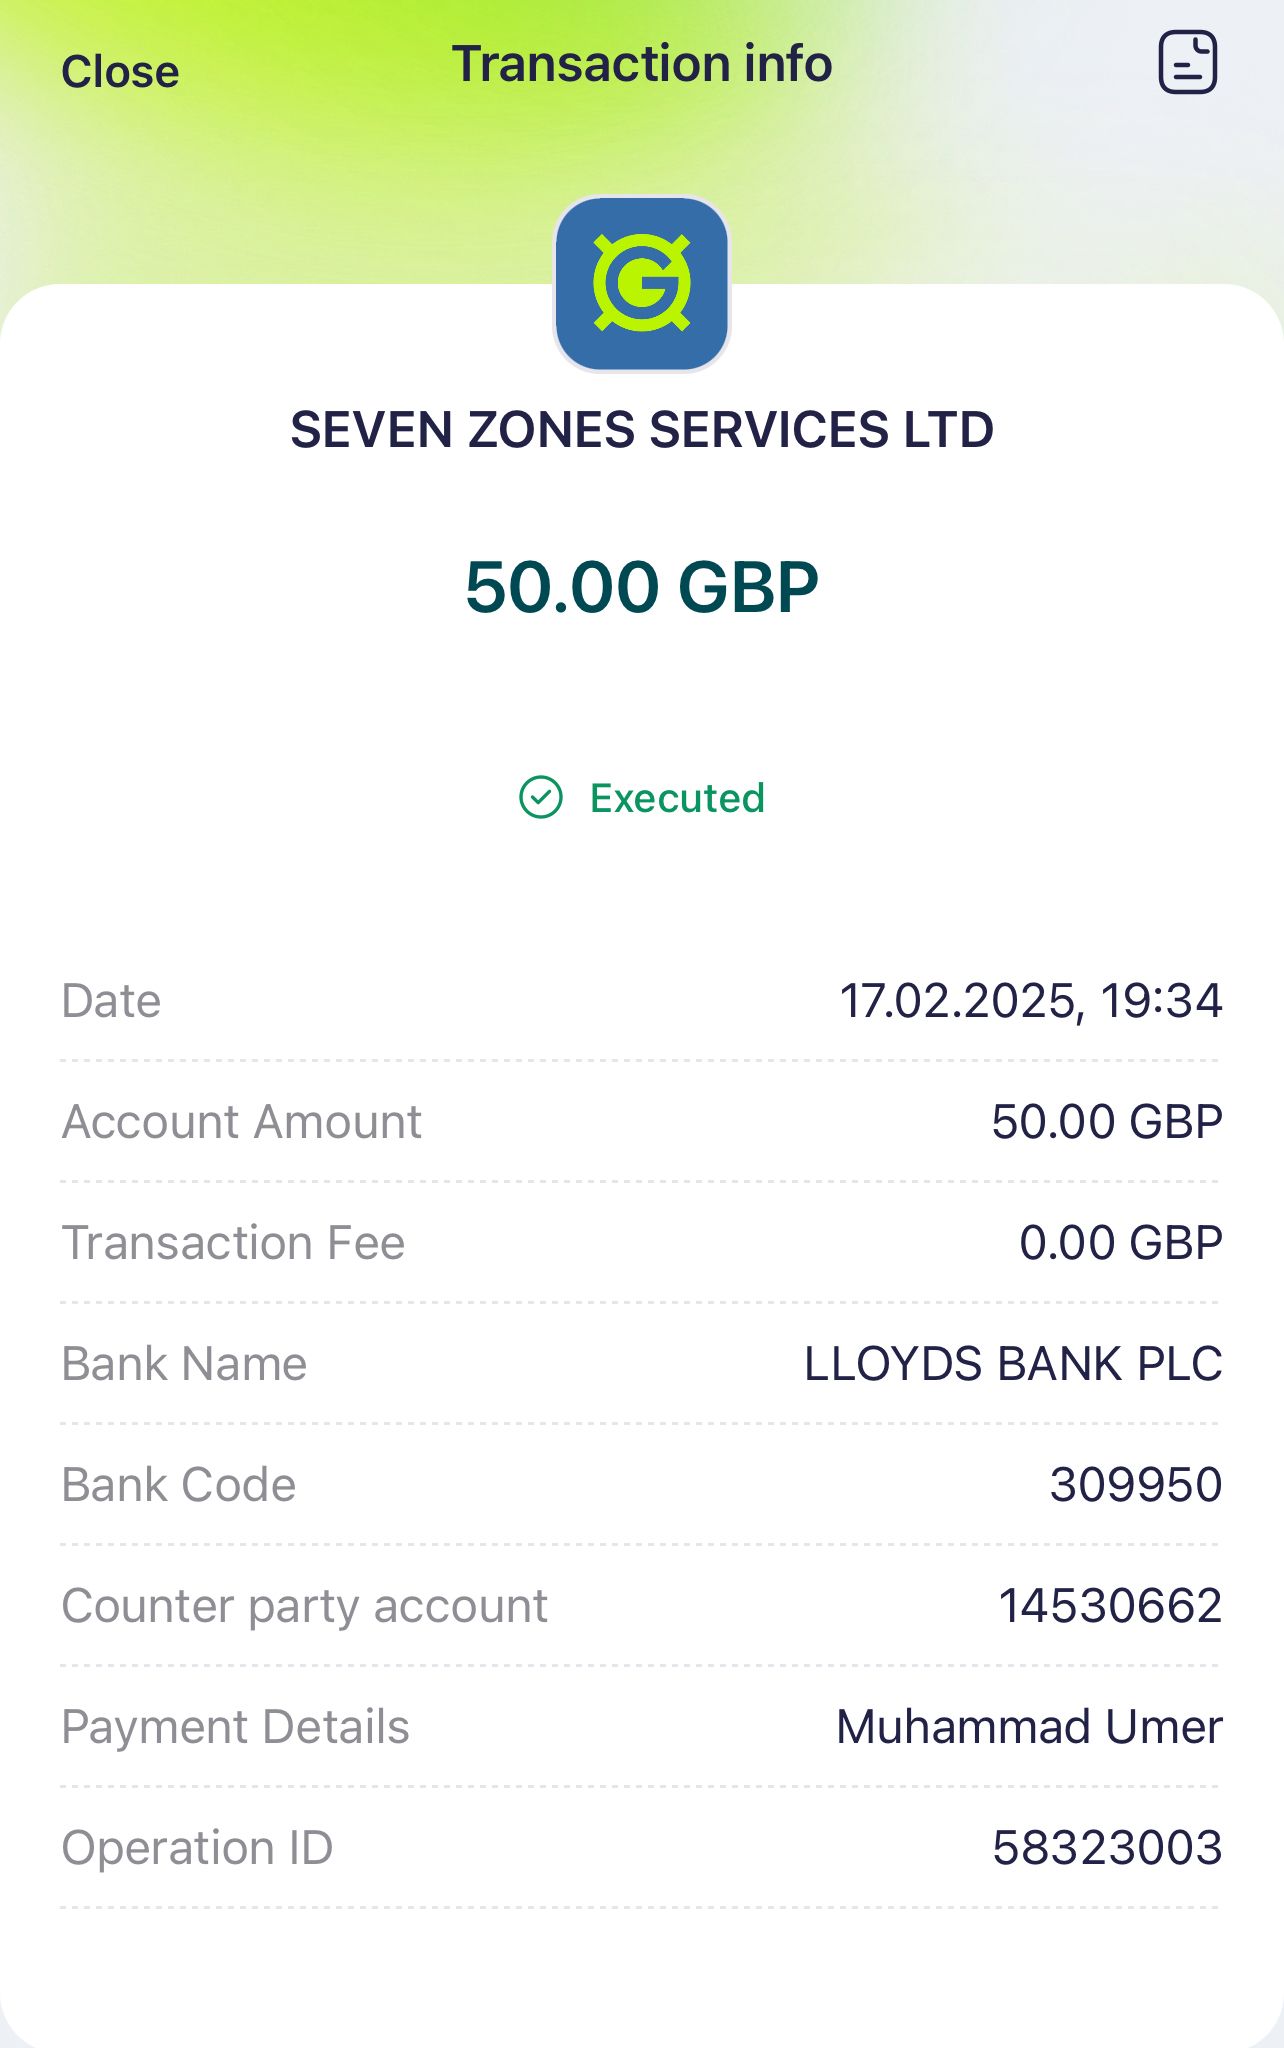 Close
Transaction info
SEVEN ZONES SERVICES LTD
50.00 GBP
Executed
Date 17.02.2025, 19:34
Account Amount 50.00 GBP
Transaction Fee 0.00 GBP
Bank Name LLOYDS BANK PLC
Bank Code 309950
Counter party account 14530662
Payment Details Muhammad Umer
Operation ID 58323003